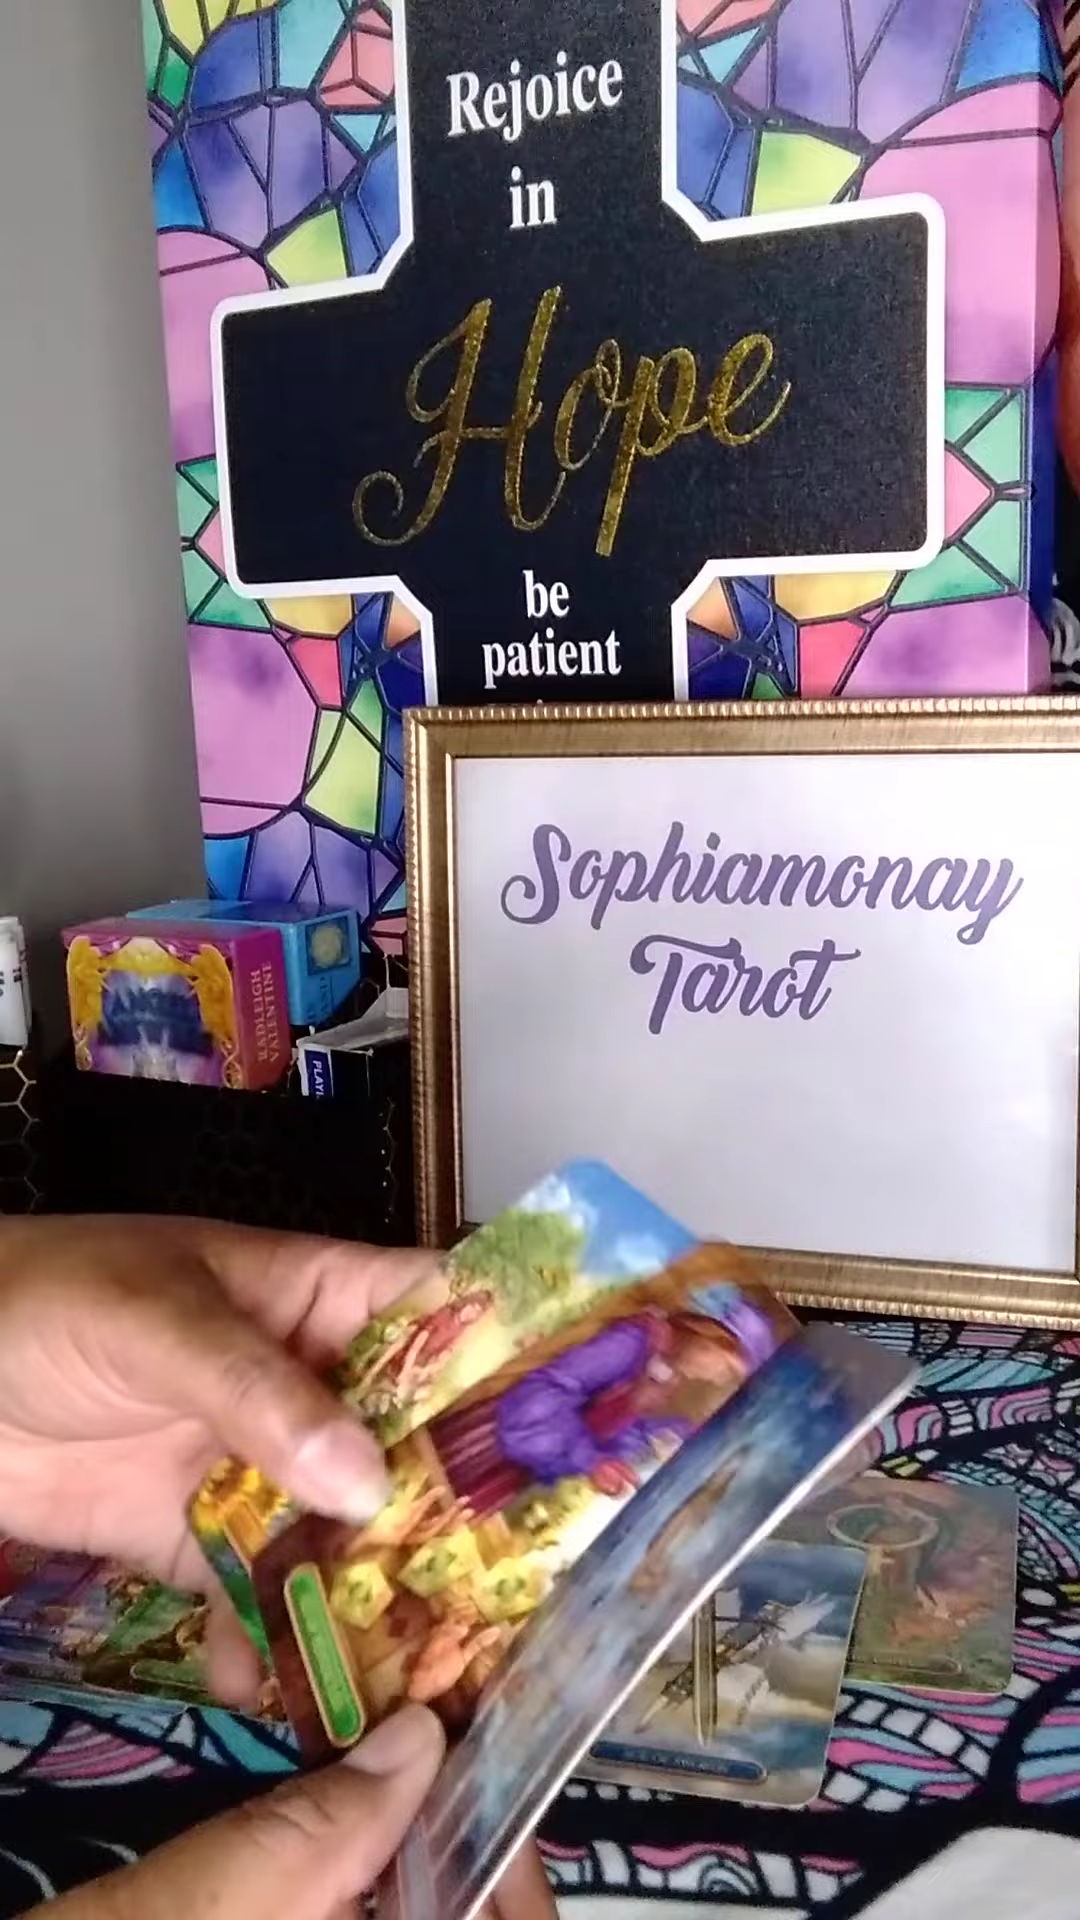 Rejoice
in
Hope
be
patient
Sophiamonay
Tarot
RADLEIGH
VALENTINE